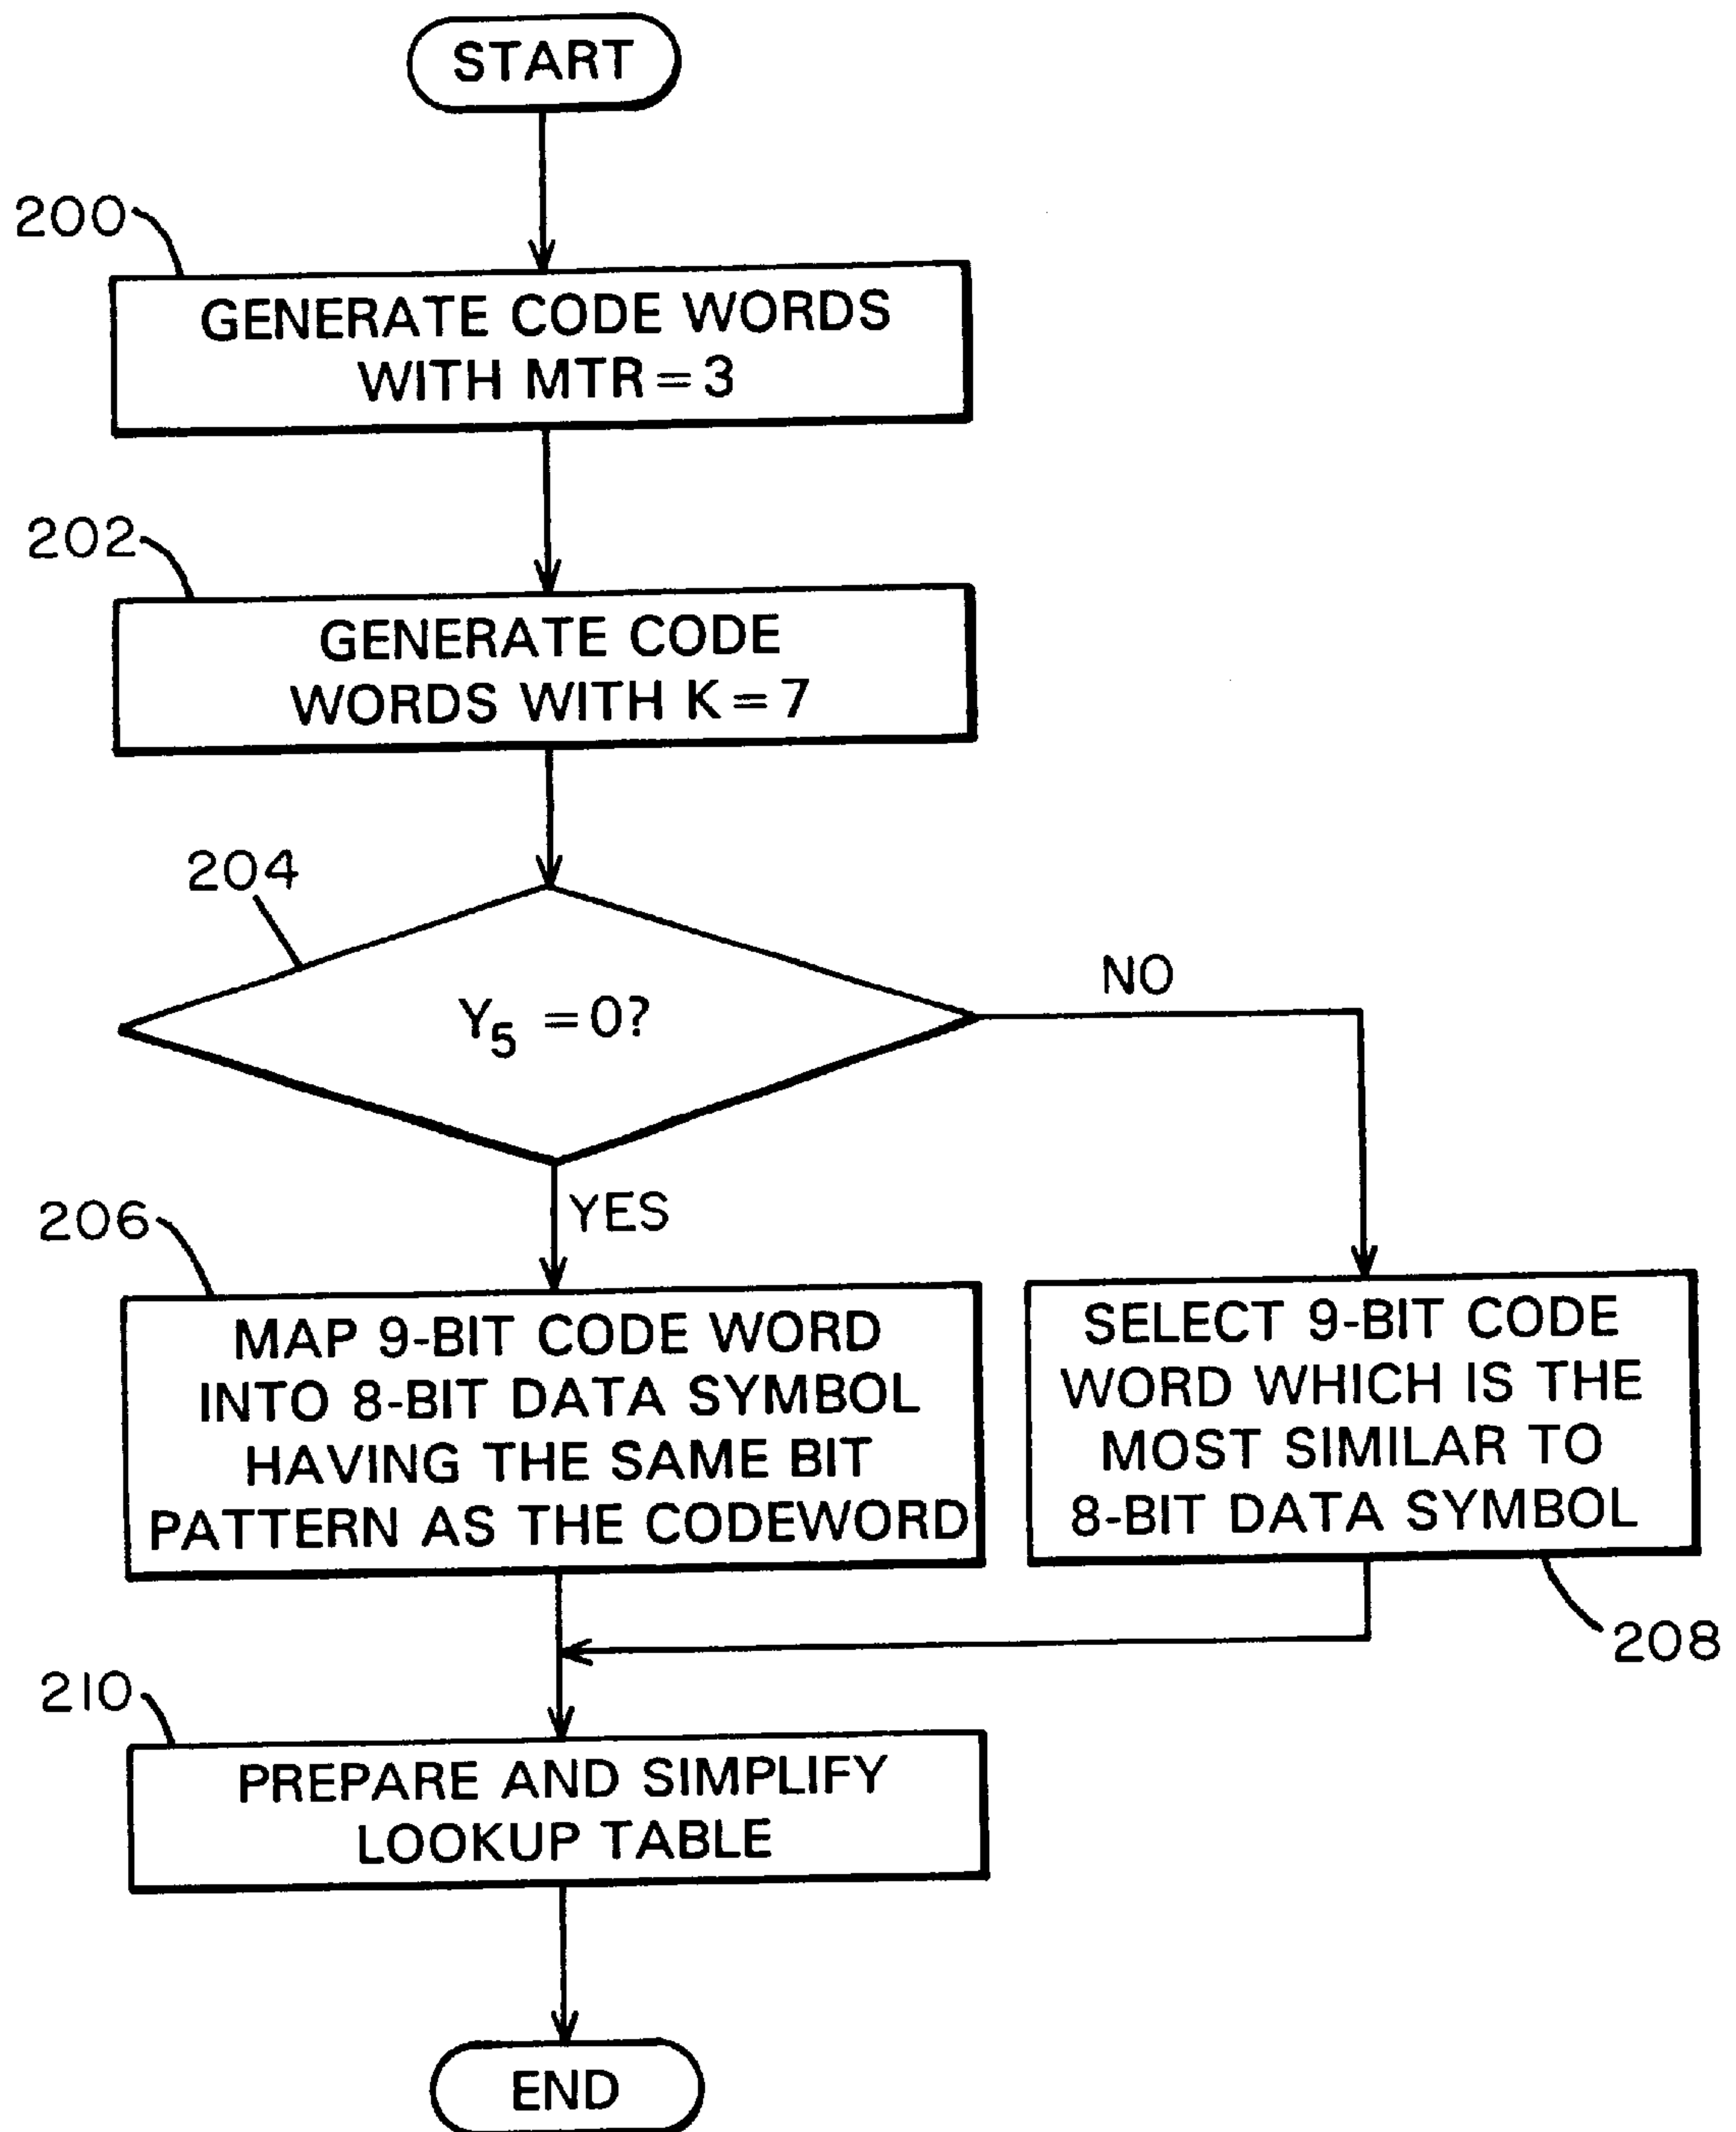 START
200
GENERATE CODE WORDS
WITH MTR=3
202
GENERATE CODE
WORDS WITH K=7
204
Y5 =0?
NO
YES
206
MAP 9-BIT CODE WORD
INTO 8-BIT DATA SYMBOL
HAVING THE SAME BIT
PATTERN AS THE CODEWORD
SELECT 9-BIT CODE
WORD WHICH IS THE
MOST SIMILAR TO
8-BIT DATA SYMBOL
208
210
PREPARE AND SIMPLIFY
LOOKUP TABLE
END